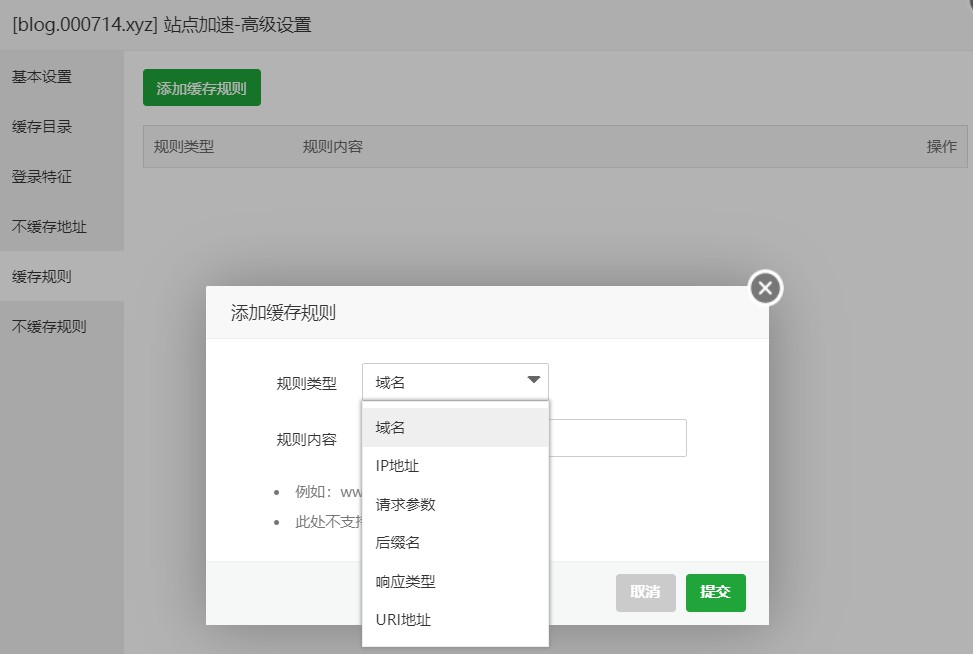 [blog.000714.xyz] 站点加速-高级设置
基本设置
缓存目录
登录特征
不缓存地址
缓存规则
不缓存规则
添加缓存规则
规则类型 规则内容 操作
添加缓存规则
规则类型 域名
规则内容
例如：
此处不支
域名
IP地址
请求参数
后缀名
响应类型
URI地址
取消 提交